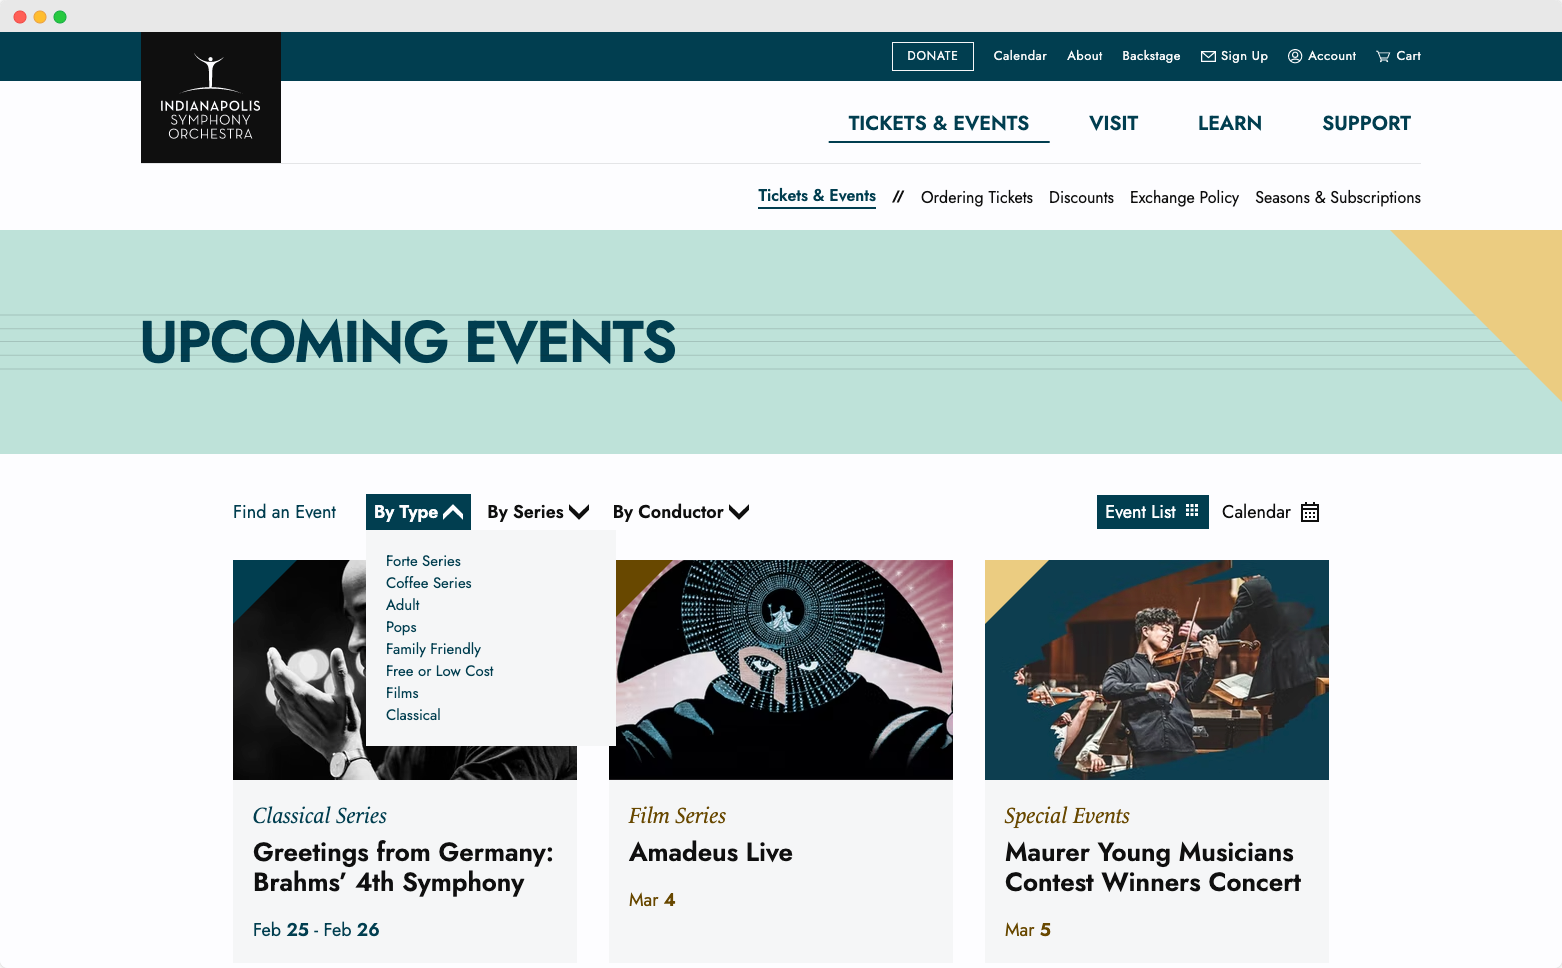 INDIANAPOLIS
SYMPHONY
ORCHESTRA
DONATE Calendar About Backstage Sign Up Account Cart
TICKETS & EVENTS VISIT LEARN SUPPORT
Tickets & Events // Ordering Tickets Discounts Exchange Policy Seasons & Subscriptions
UPCOMING EVENTS
Find an Event By Type By Series By Conductor Event List Calendar
Forte Series
Coffee Series
Adult
Pops
Family Friendly
Free or Low Cost
Films
Classical
Classical Series
Greetings from Germany:
Brahms’ 4th Symphony
Feb 25 - Feb 26
Film Series
Amadeus Live
Mar 4
Special Events
Maurer Young Musicians
Contest Winners Concert
Mar 5